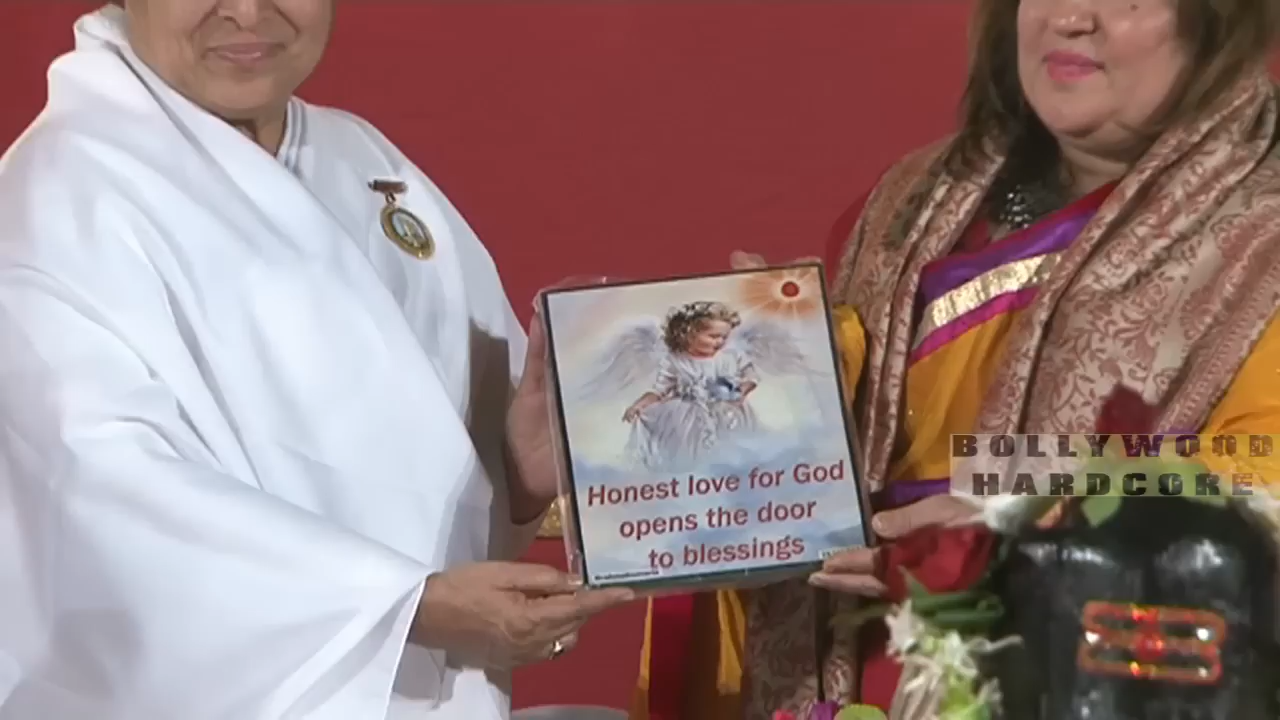 BOLLYWOOD
HARDCORE
Honest love for God
opens the door
to blessings